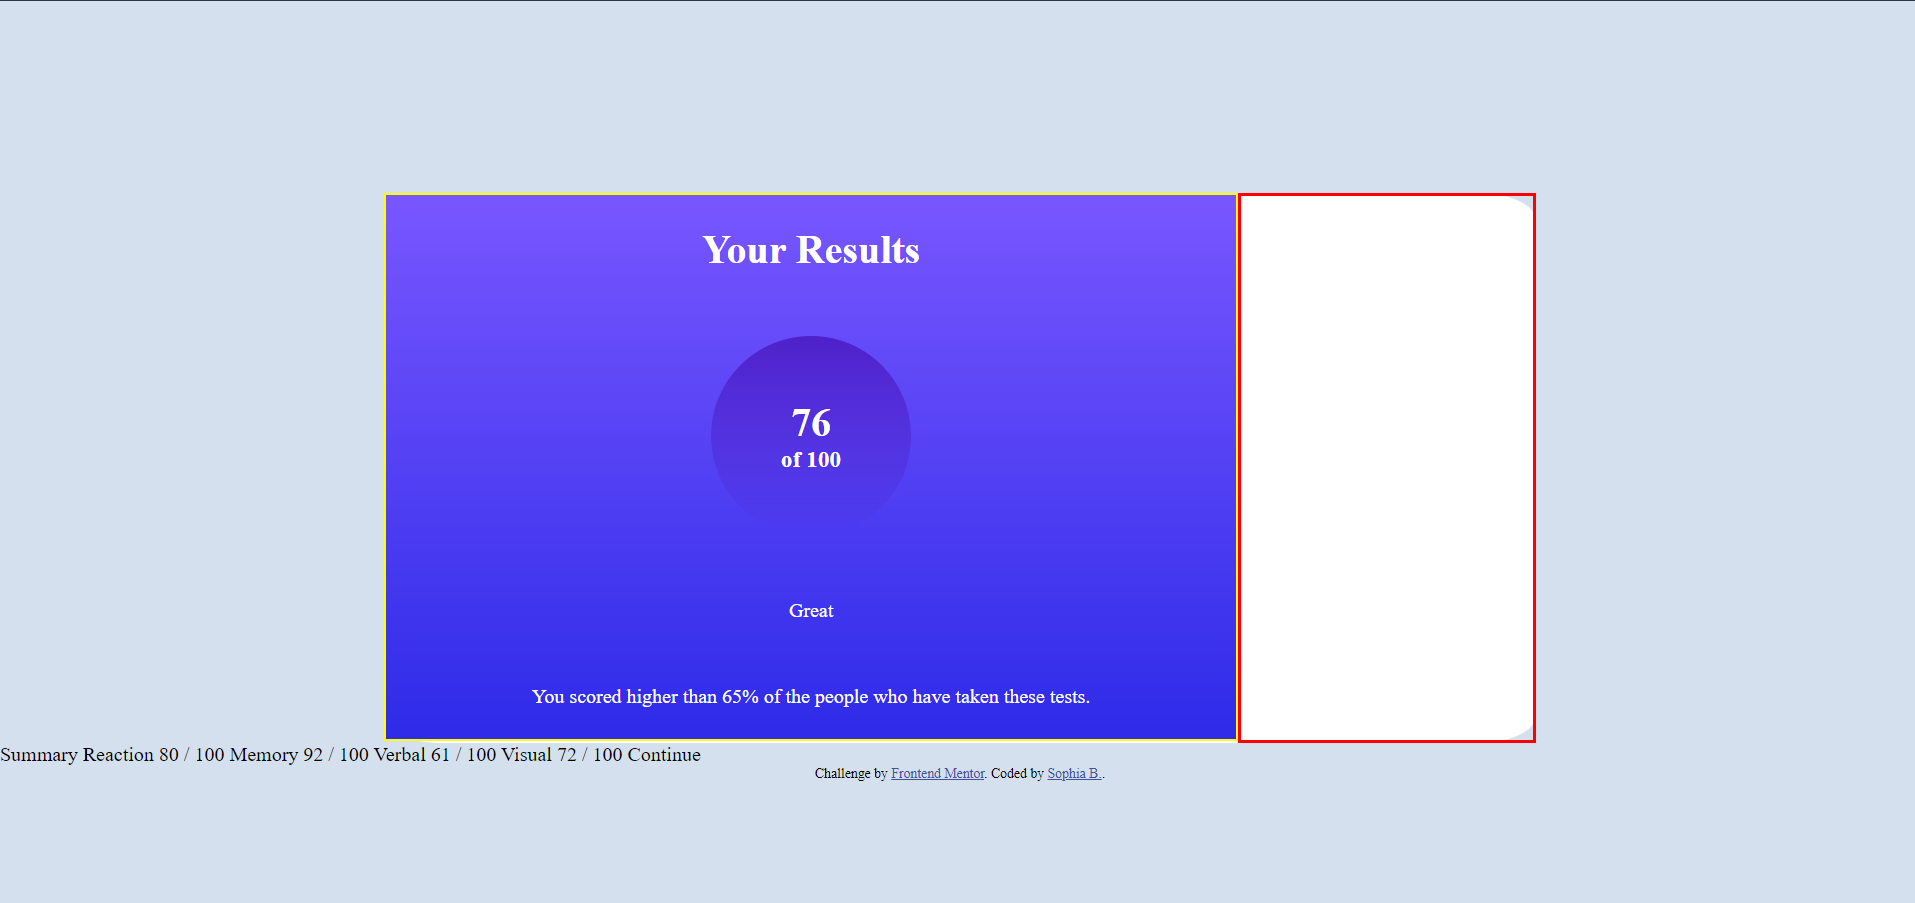 Your Results
76
of 100
Great
You scored higher than 65% of the people who have taken these tests.
Summary Reaction 80 / 100 Memory 92 / 100 Verbal 61 / 100 Visual 72 / 100 Continue
Challenge by Frontend Mentor. Coded by Sophia B..